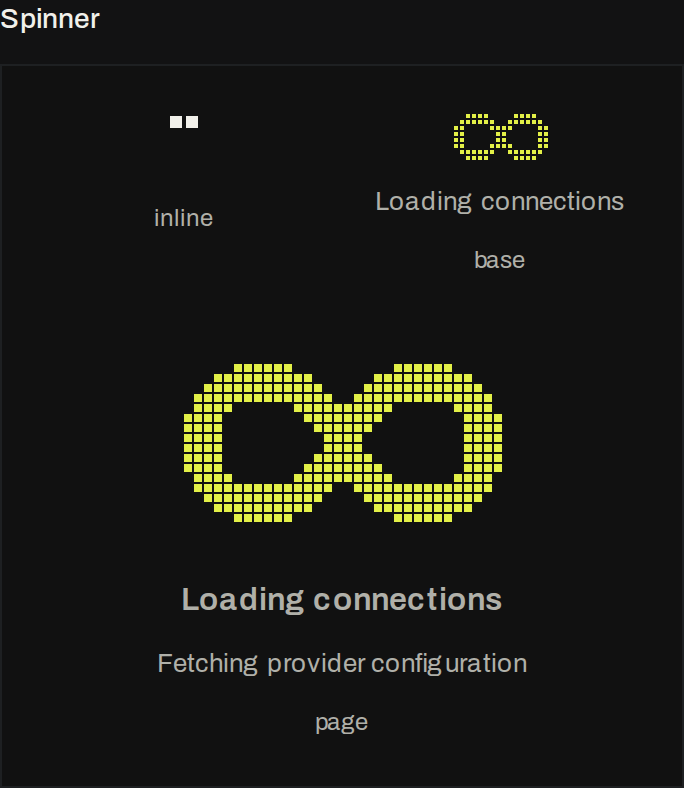 Spinner
inline
Loading connections
base
Loading connections
Fetching provider configuration
page